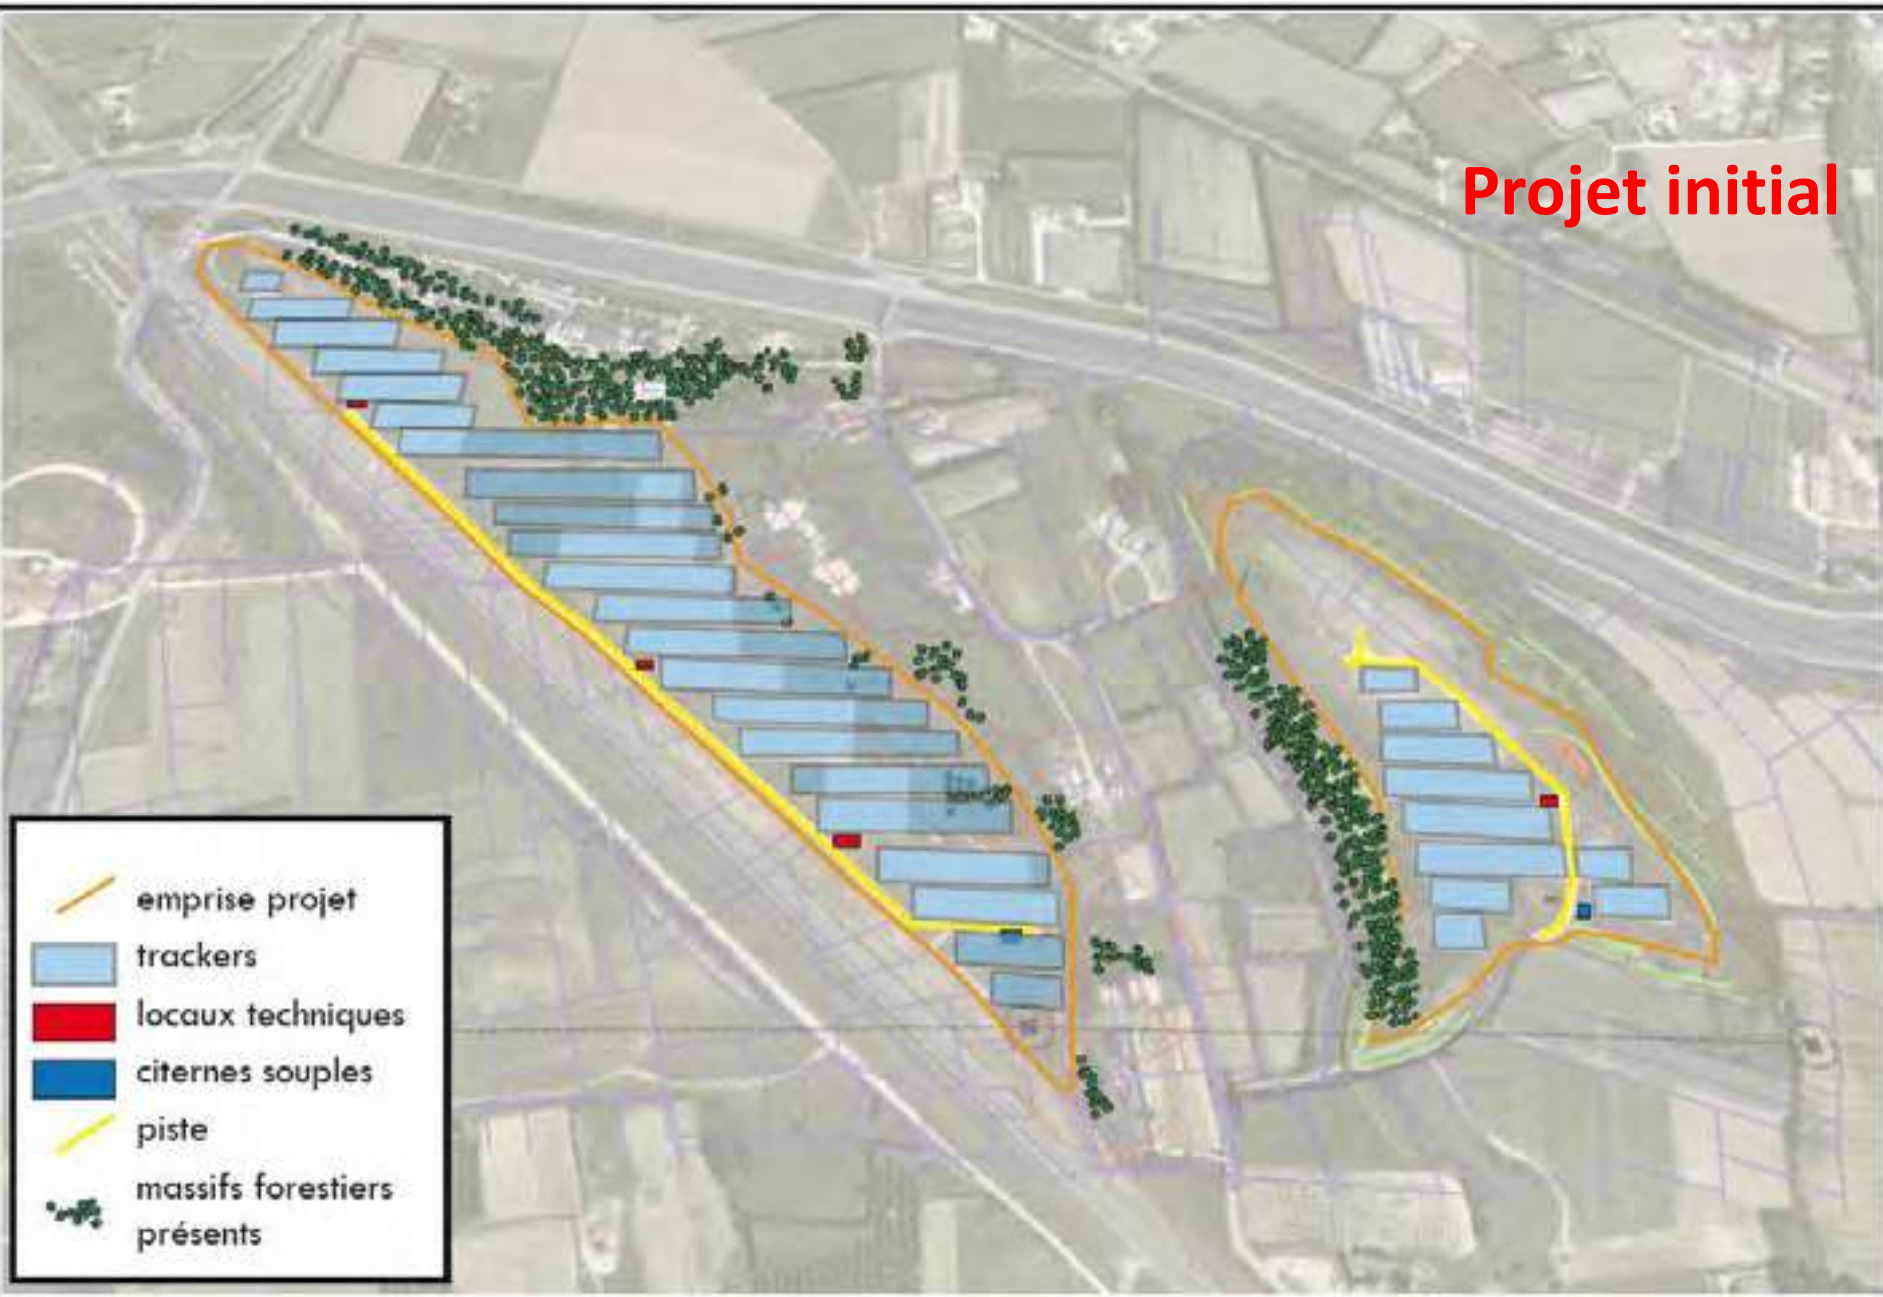 Projet initial
emprise projet
trackers
locaux techniques
citernes souples
piste
massifs forestiers
présents